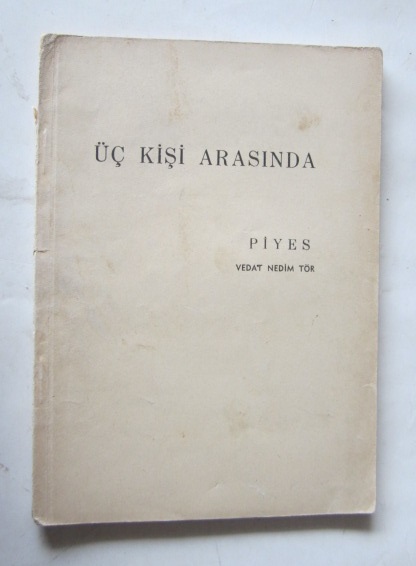 ÜÇ KİŞİ ARASINDA
PİYES
VEDAT NEDİM TÖR